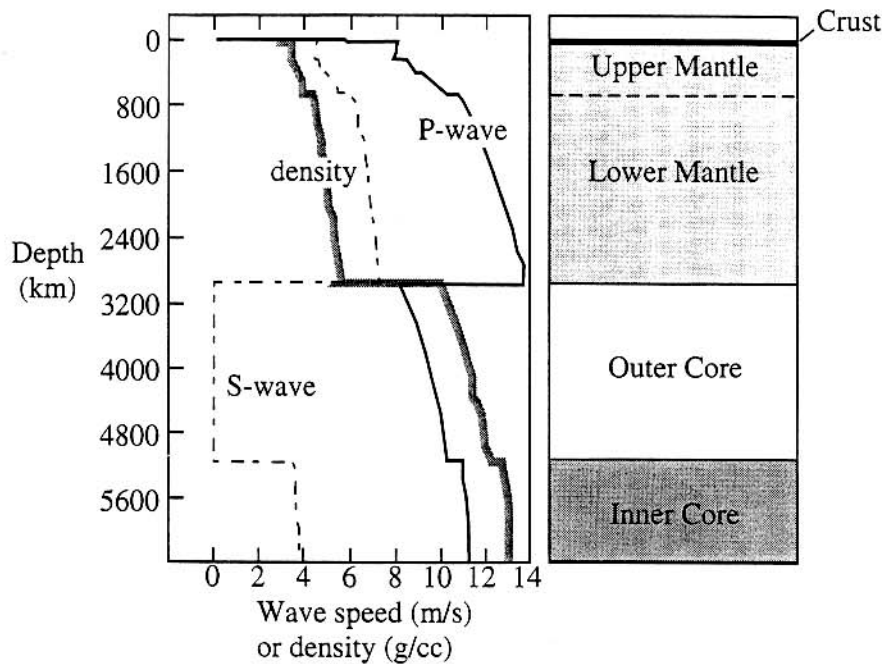 0
800
1600
2400
3200
4000
4800
5600
Depth
(km)
P-wave
density
S-wave
0 2 4 6 8 10 12 14
Wave speed (m/s)
or density (g/cc)
Crust
Upper Mantle
Lower Mantle
Outer Core
Inner Core